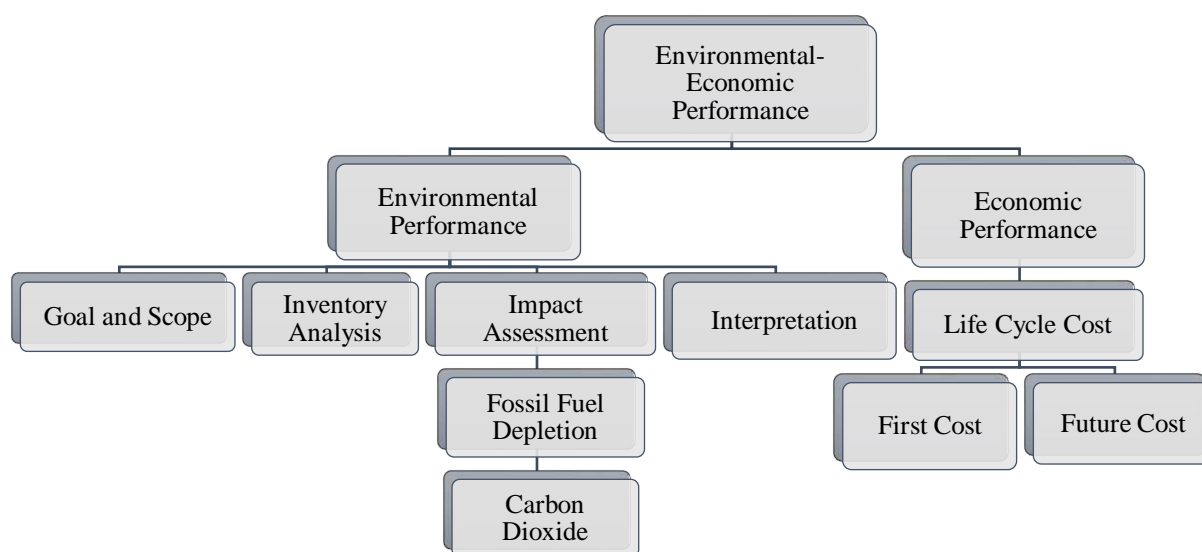 Environmental-
Economic
Performance
Environmental
Performance
Economic
Performance
Goal and Scope
Inventory
Analysis
Impact
Assessment
Interpretation
Life Cycle Cost
Fossil Fuel
Depletion
First Cost
Future Cost
Carbon
Dioxide